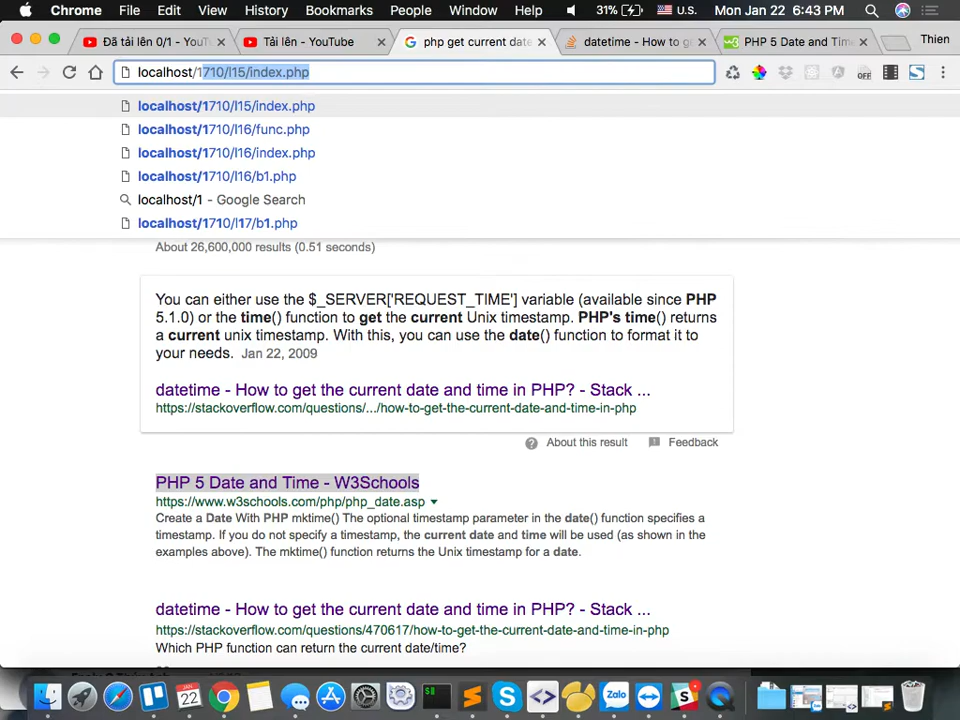 Chrome File Edit View History Bookmarks People Window Help 31% U.S. Mon Jan 22 6:43 PM
Đã tải lên 0/1 - YouT
Tải lên - YouTube
php get current date
datetime - How to ge
PHP 5 Date and Time
Thien
localhost/1710/l15/index.php
OFF
localhost/1710/l15/index.php
localhost/1710/l16/func.php
localhost/1710/l16/index.php
localhost/1710/l16/b1.php
localhost/1 - Google Search
localhost/1710/l17/b1.php
About 26,600,000 results (0.51 seconds)
You can either use the $_SERVER['REQUEST_TIME'] variable (available since PHP
5.1.0) or the time() function to get the current Unix timestamp. PHP's time() returns
a current unix timestamp. With this, you can use the date() function to format it to
your needs. Jan 22, 2009
datetime - How to get the current date and time in PHP? - Stack ...
https://stackoverflow.com/questions/.../how-to-get-the-current-date-and-time-in-php
About this result Feedback
PHP 5 Date and Time - W3Schools
https://www.w3schools.com/php/php_date.asp
Create a Date With PHP mktime() The optional timestamp parameter in the date() function specifies a
timestamp. If you do not specify a timestamp, the current date and time will be used (as shown in the
examples above). The mktime() function returns the Unix timestamp for a date.
datetime - How to get the current date and time in PHP? - Stack ...
https://stackoverflow.com/questions/470617/how-to-get-the-current-date-and-time-in-php
Which PHP function can return the current date/time?
22
Zalo